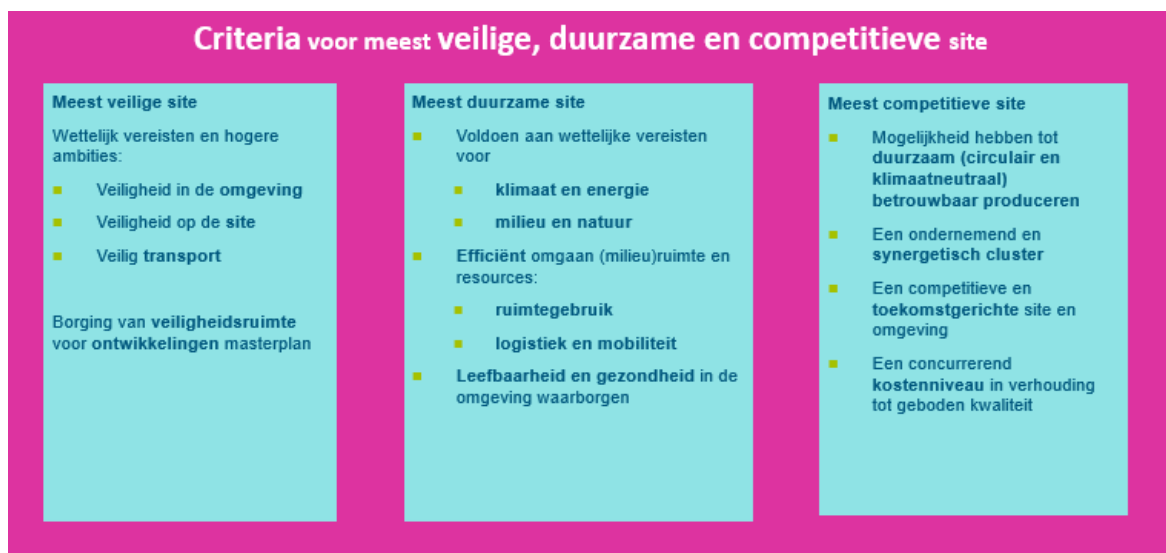 Criteria voor meest veilige, duurzame en competitieve site
Meest veilige site
Wettelijk vereisten en hogere
ambities:
Veiligheid in de omgeving
Veiligheid op de site
Veilig transport
Borging van veiligheidsruimte
voor ontwikkelingen masterplan
Meest duurzame site
Voldoen aan wettelijke vereisten
voor
klimaat en energie
milieu en natuur
Efficiënt omgaan (milieu)ruimte en
resources:
ruimtegebruik
logistiek en mobiliteit
Leefbaarheid en gezondheid in de
omgeving waarborgen
Meest competitieve site
Mogelijkheid hebben tot
duurzaam (circulair en
klimaatneutraal)
betrouwbaar produceren
Een ondernemend en
synergetisch cluster
Een competitieve en
toekomstgerichte site en
omgeving
Een concurrerend
kostenniveau in verhouding
tot geboden kwaliteit